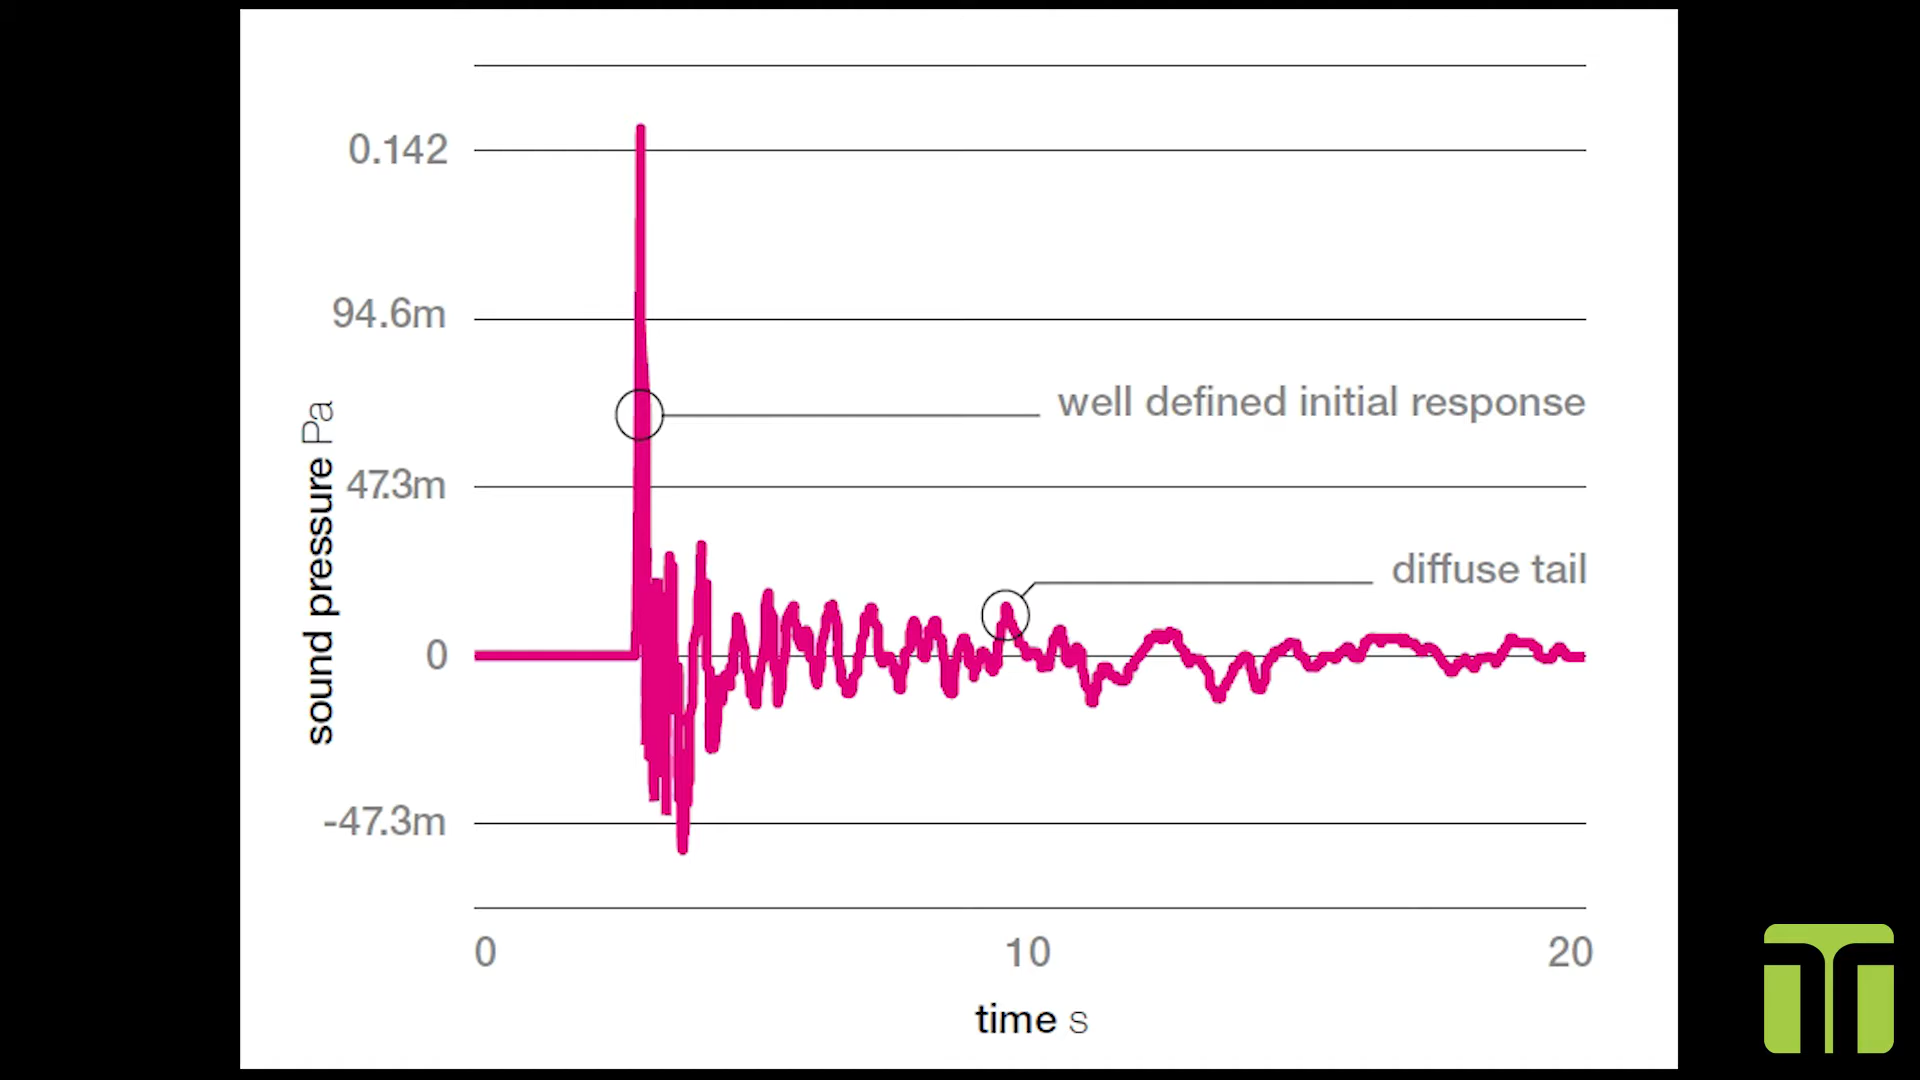 0.142
94.6m
well defined initial response
47.3m
diffuse tail
0
-47.3m
sound pressure Pa
0 10 20
time s